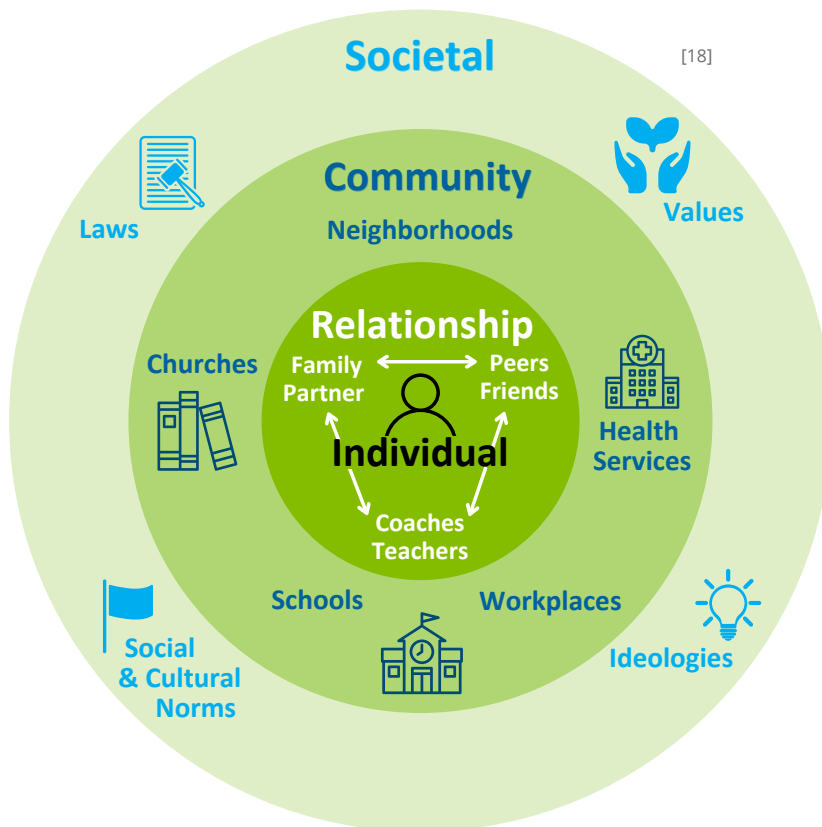 Societal
[18]
Laws
Values
Community
Neighborhoods
Relationship
Churches
Family
Partner
Peers
Friends
Individual
Health
Services
Coaches
Teachers
Schools
Workplaces
Social
& Cultural
Norms
Ideologies